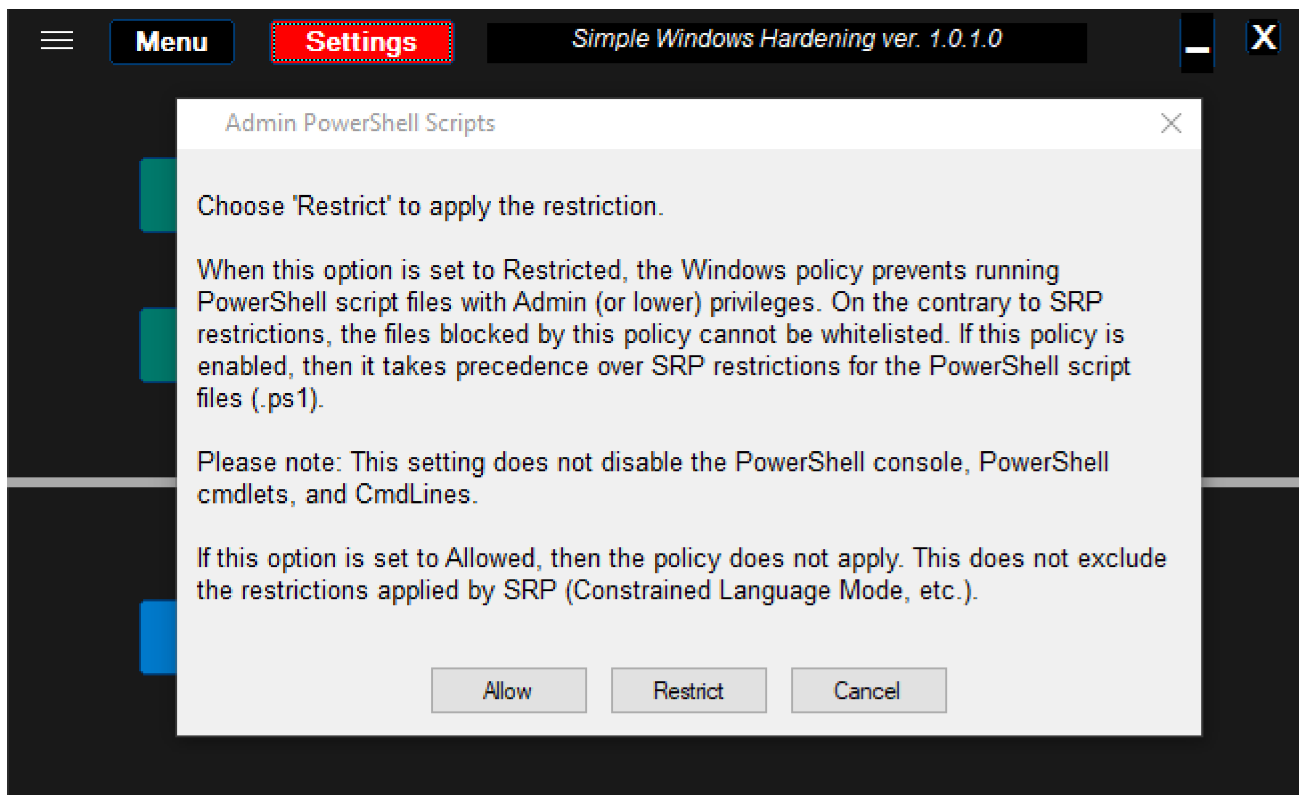 Menu
Settings
Simple Windows Hardening ver. 1.0.1.0
X
Admin PowerShell Scripts
Choose 'Restrict' to apply the restriction.
When this option is set to Restricted, the Windows policy prevents running
PowerShell script files with Admin (or lower) privileges. On the contrary to SRP
restrictions, the files blocked by this policy cannot be whitelisted. If this policy is
enabled, then it takes precedence over SRP restrictions for the PowerShell script
files (.ps1).
Please note: This setting does not disable the PowerShell console, PowerShell
cmdlets, and CmdLines.
If this option is set to Allowed, then the policy does not apply. This does not exclude
the restrictions applied by SRP (Constrained Language Mode, etc.).
Allow
Restrict
Cancel